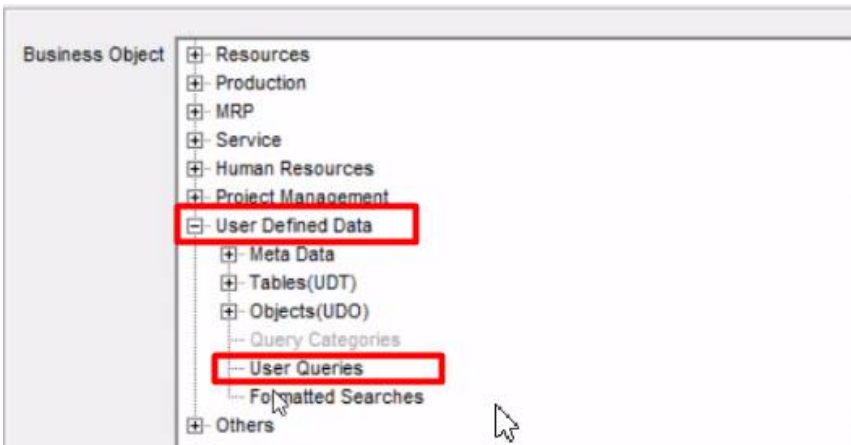 Business Object
Resources
Production
MRP
Service
Human Resources
Project Management
User Defined Data
Meta Data
Tables(UDT)
Objects(UDO)
Query Categories
User Queries
Formatted Searches
Others